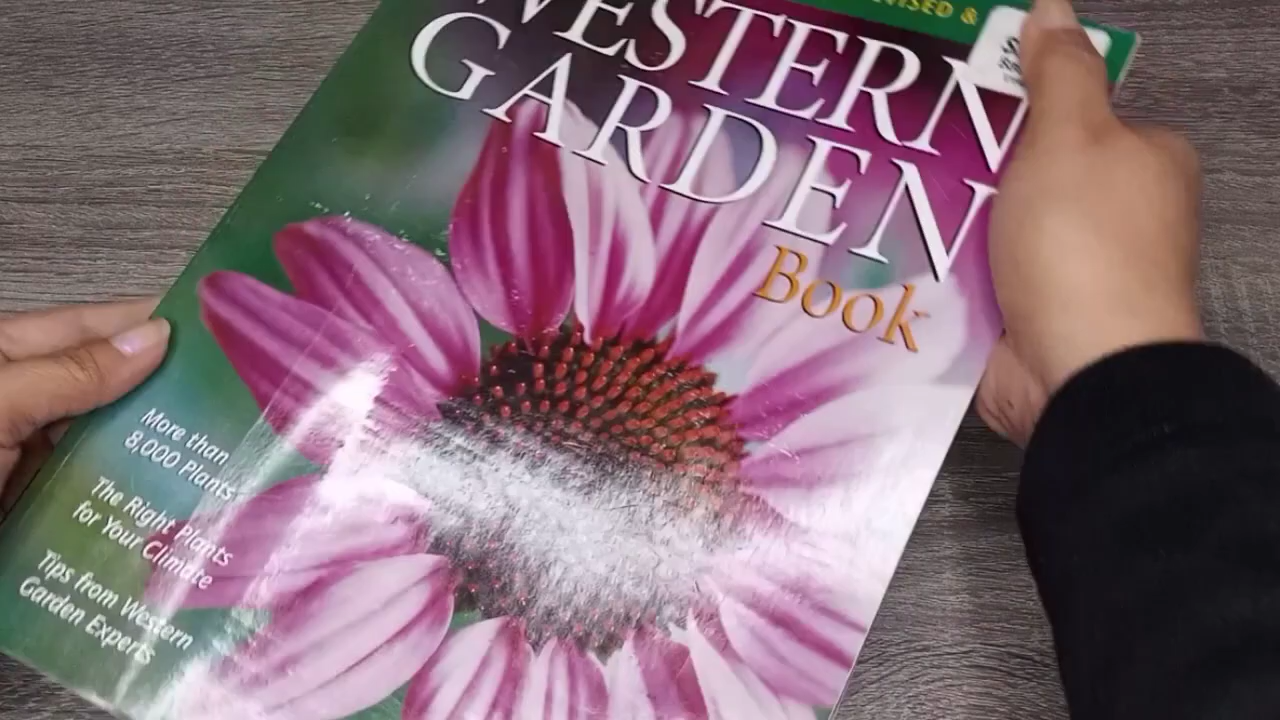 WESTERN
GARDEN
Book
More than
8,000 Plants
The Right Plants
for Your Climate
Tips from Western
Garden Experts